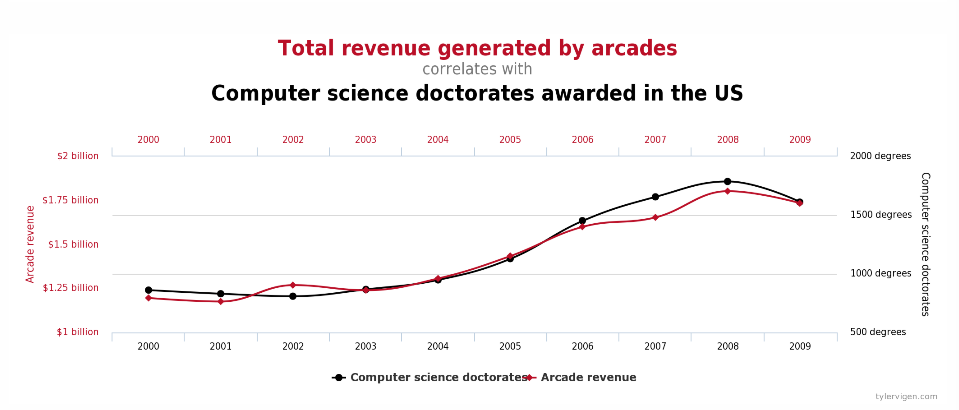 Total revenue generated by arcades
correlates with
Computer science doctorates awarded in the US
2000 2001 2002 2003 2004 2005 2006 2007 2008 2009
$2 billion 2000 degrees
$1.75 billion
1500 degrees
$1.5 billion
1000 degrees
$1.25 billion
$1 billion 500 degrees
Arcade revenue
Computer science doctorates
2000 2001 2002 2003 2004 2005 2006 2007 2008 2009
Computer science doctorates Arcade revenue
tylervigen.com